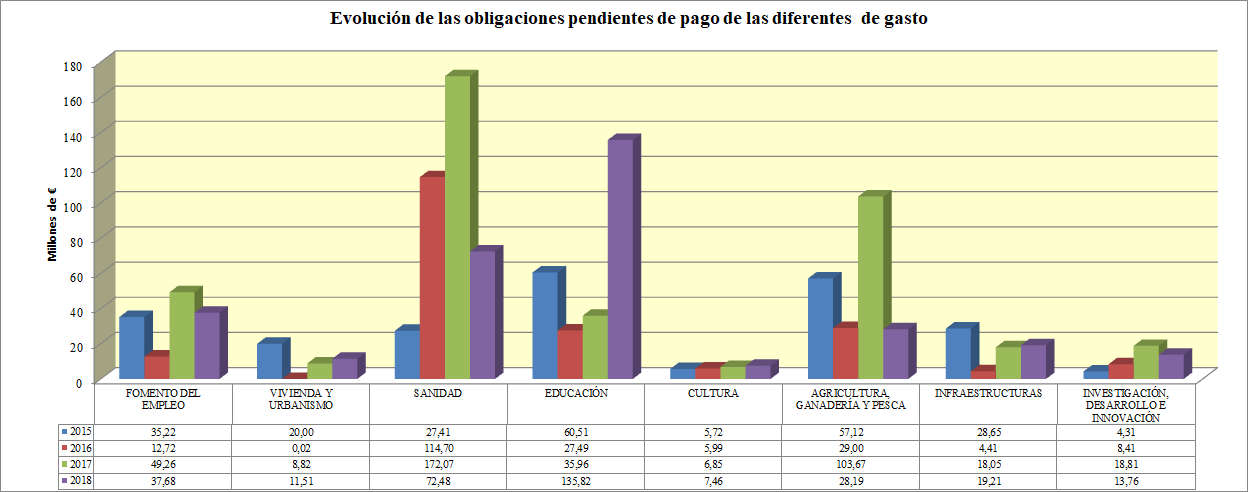 Evolución de las obligaciones pendientes de pago de las diferentes  de gasto
Millones de €
180
160
140
120
100
80
60
40
20
0
FOMENTO DEL EMPLEO VIVIENDA Y URBANISMO SANIDAD EDUCACIÓN CULTURA AGRICULTURA, GANADERÍA Y PESCA INFRAESTRUCTURAS INVESTIGACIÓN, DESARROLLO E INNOVACIÓN
2015 35,22 20,00 27,41 60,51 5,72 57,12 28,65 4,31
2016 12,72 0,02 114,70 27,49 5,99 29,00 4,41 8,41
2017 49,26 8,82 172,07 35,96 6,85 103,67 18,05 18,81
2018 37,68 11,51 72,48 135,82 7,46 28,19 19,21 13,76